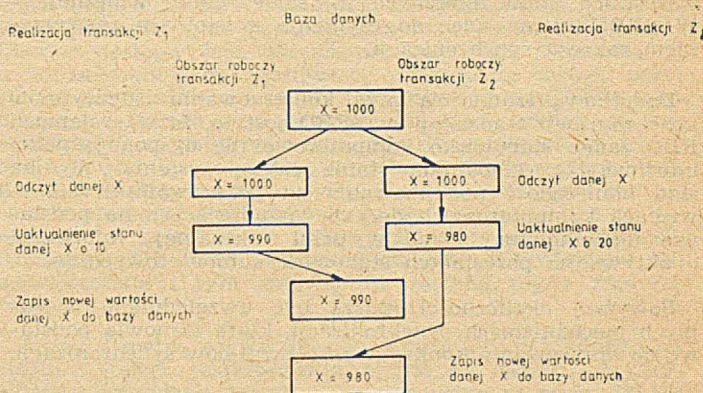 Baza danych
Realizacja transakcji Z1
Realizacja transakcji Z
Obszar roboczy
transakcji Z1
Obszar roboczy
transakcji Z2
X = 1000
Odczyt danej X
X = 1000
X = 1000
Odczyt danej X
Uaktualnienie stanu
danej X o 10
X = 990
X = 980
Uaktualnienie stanu
danej X o 20
Zapis nowej wartości
danej X do bazy danych
X = 990
X = 980
Zapis nowej wartości
danej X do bazy danych